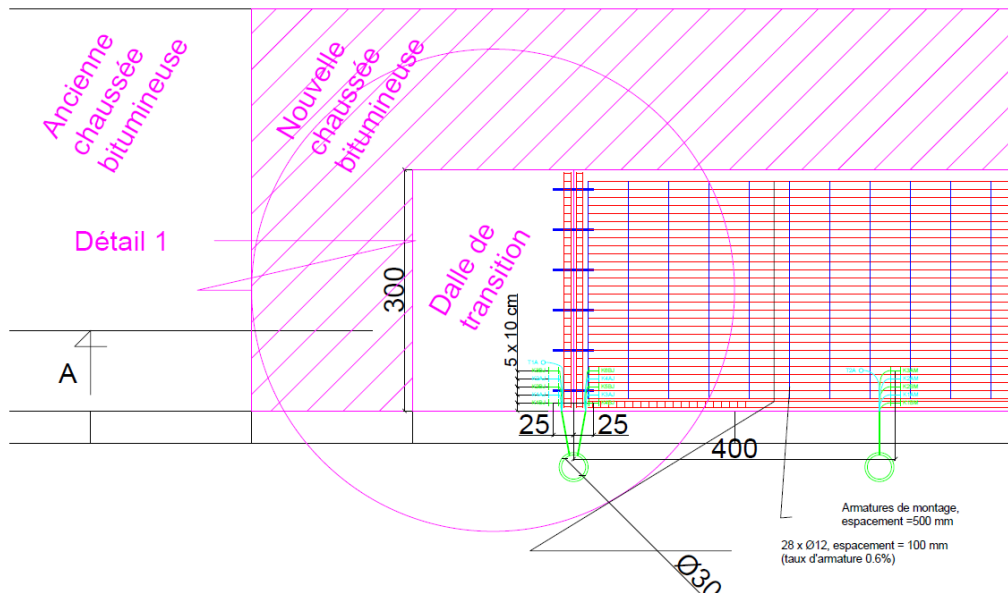 Ancienne
chaussée
bitumineuse
Nouvelle
chaussée
bitumineuse
Détail 1
Dalle de
transition
300
5 x 10 cm
A
25
25
400
Armatures de montage,
espacement =500 mm
28 x Ø12, espacement = 100 mm
(taux d'armature 0.6%)
Ø30